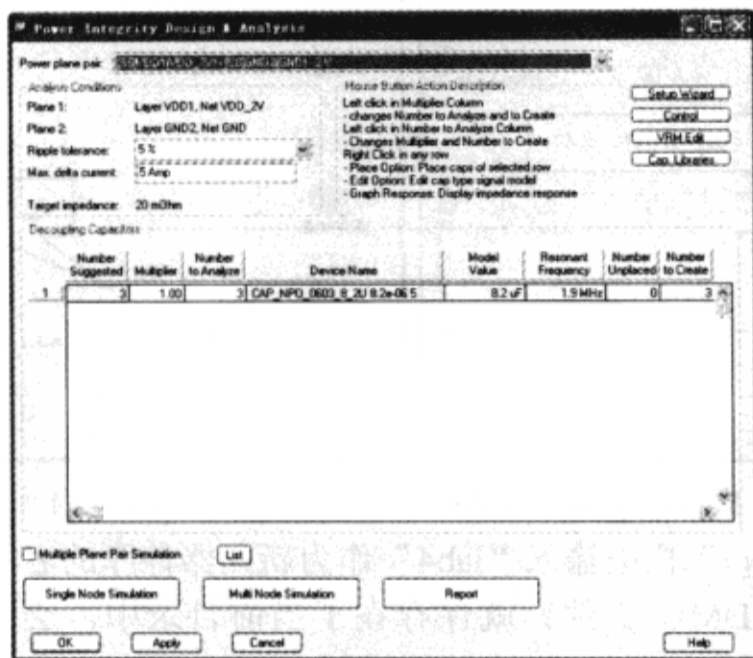 Power Integrity Design & Analysis
Power plane pair:
Analysis Conditions
Plane 1: Layer VDD1, Net VDD_2V
Plane 2: Layer GND2, Net GND
Ripple tolerance: 5 %
Max. delta current: .5 Amp
Target impedance: 20 mOhm
Mouse Button Action Description
Left click in Multiplier Column
- changes Number to Analyze and to Create
Left click in Number to Analyze Column
- Changes Multiplier and Number to Create
Right Click in any row
- Place Option: Place caps of selected row
- Edit Option: Edit cap type signal model
- Graph Response: Display impedance response
Setup Wizard
Control
VRM Edit
Cap. Libraries
Decoupling Capacitors
Number Suggested Multiplier Number to Analyze Device Name Model Value Resonant Frequency Number Unplaced Number to Create
1 3 1.00 3 CAP_NPO_0603_8_2U 8.2e-06 5 8.2 uF 1.9 MHz 0 3
Multiple Plane Pair Simulation List
Single Node Simulation Multi Node Simulation Report
OK Apply Cancel Help